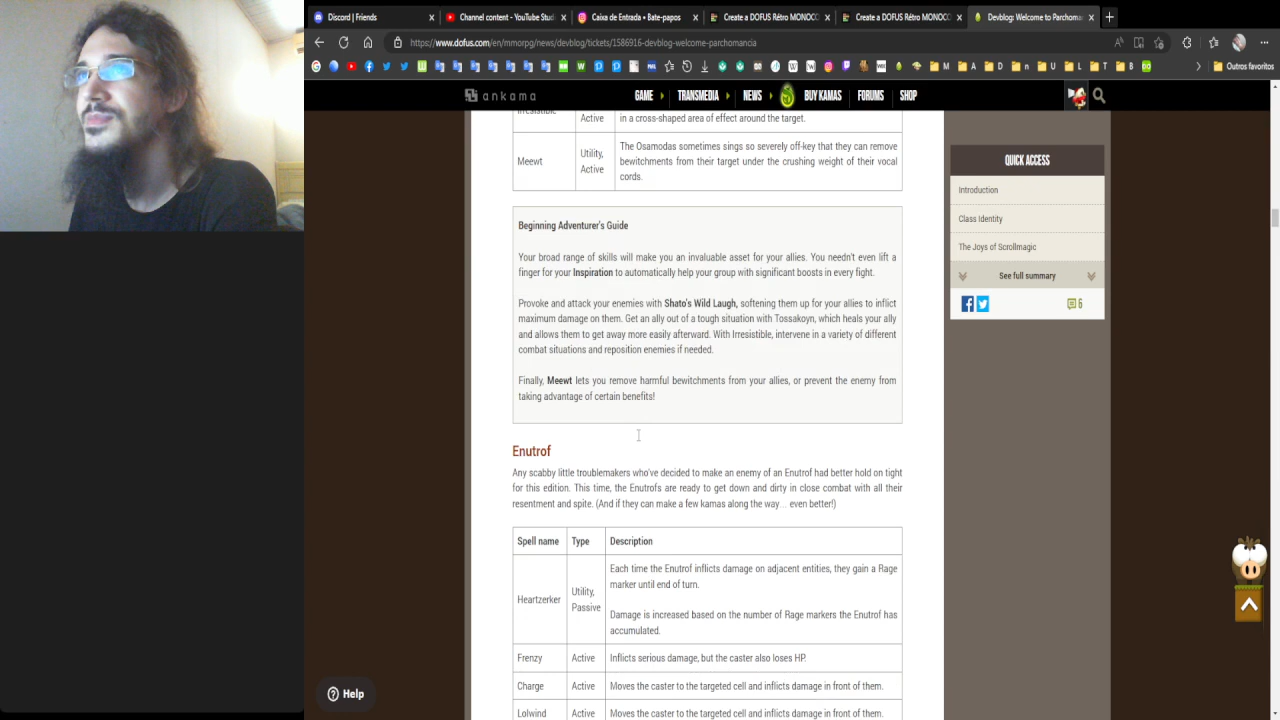 Discord | Friends
Channel content - YouTube Stud
Caixa de Entrada • Bate-papos
Create a DOFUS Rétro MONOCO
Create a DOFUS Rétro MONOCO
Devblog: Welcome to Parchoma
https://www.dofus.com/en/mmorpg/news/devblog/tickets/1586916-devblog-welcome-parchomancia
M
A
D
n
U
L
T
B
Outros favoritos
ankama
GAME
TRANSMEDIA
NEWS
BUY KAMAS
FORUMS
SHOP
Irresistible
Active
in a cross-shaped area of effect around the target.
Meewt
Utility,
Active
The Osamodas sometimes sings so severely off-key that they can remove
bewitchments from their target under the crushing weight of their vocal
cords.
Beginning Adventurer's Guide
Your broad range of skills will make you an invaluable asset for your allies. You needn't even lift a
finger for your Inspiration to automatically help your group with significant boosts in every fight.
Provoke and attack your enemies with Shato's Wild Laugh, softening them up for your allies to inflict
maximum damage on them. Get an ally out of a tough situation with Tossakoyn, which heals your ally
and allows them to get away more easily afterward. With Irresistible, intervene in a variety of different
combat situations and reposition enemies if needed.
Finally, Meewt lets you remove harmful bewitchments from your allies, or prevent the enemy from
taking advantage of certain benefits!
Enutrof
Any scabby little troublemakers who've decided to make an enemy of an Enutrof had better hold on tight
for this edition. This time, the Enutrofs are ready to get down and dirty in close combat with all their
resentment and spite. (And if they can make a few kamas along the way... even better!)
Spell name
Type
Description
Heartzerker
Utility,
Passive
Each time the Enutrof inflicts damage on adjacent entities, they gain a Rage
marker until end of turn.
Damage is increased based on the number of Rage markers the Enutrof has
accumulated.
Frenzy
Active
Inflicts serious damage, but the caster also loses HP.
Charge
Active
Moves the caster to the targeted cell and inflicts damage in front of them.
Lolwind
Active
Moves the caster to the targeted cell and inflicts damage in front of them.
QUICK ACCESS
Introduction
Class Identity
The Joys of Scrollmagic
See full summary
6
Help